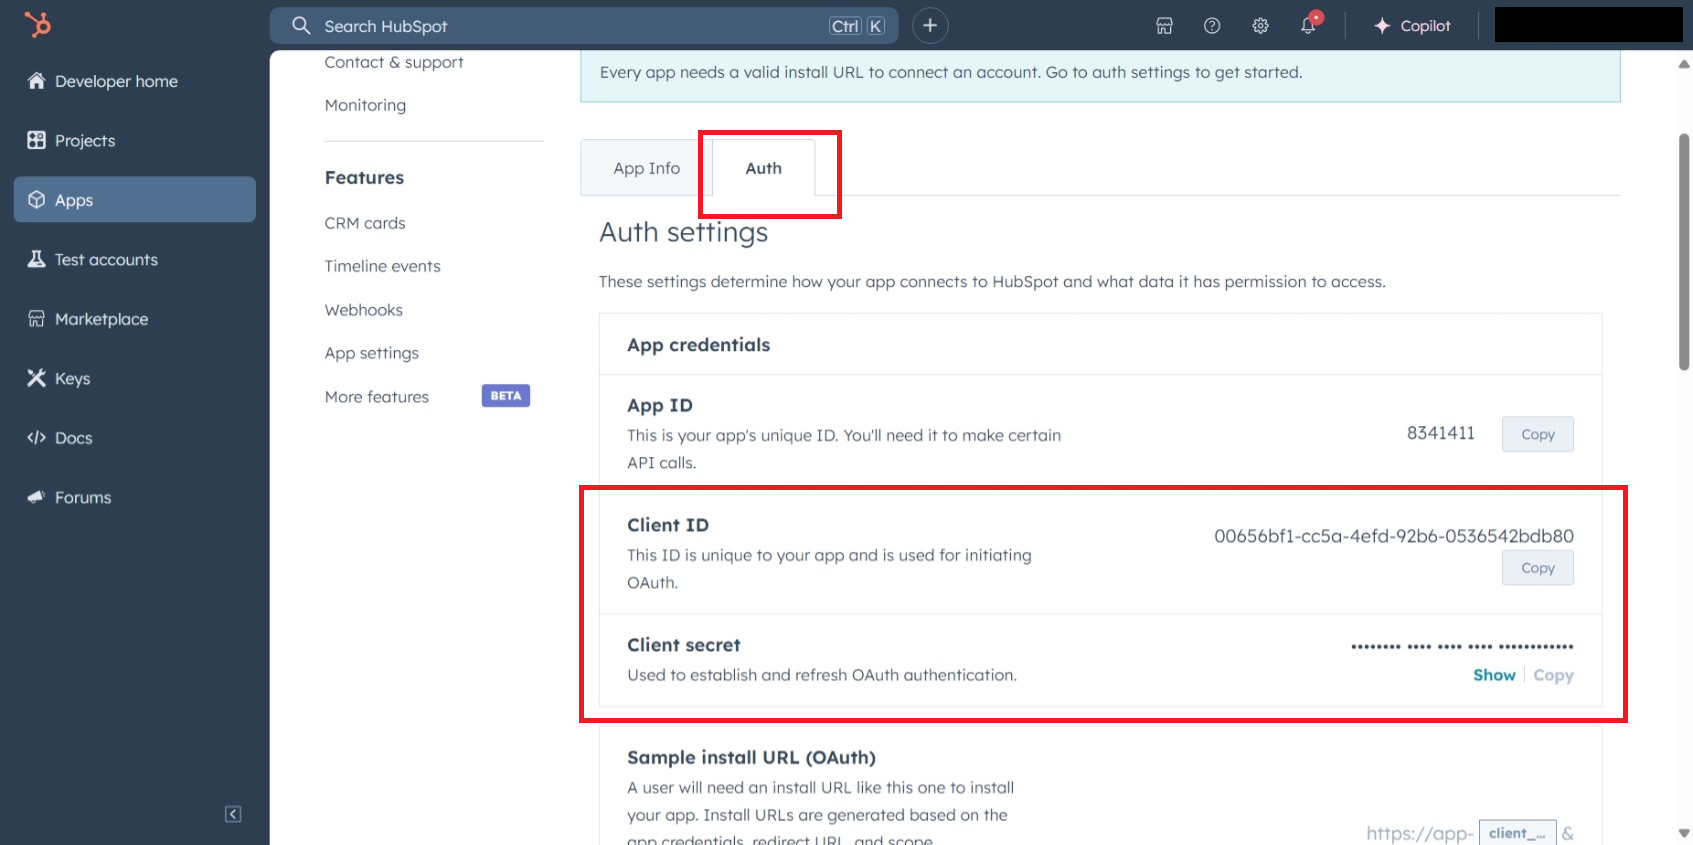 Search HubSpot
Ctrl K
Copilot
Developer home
Projects
Apps
Test accounts
Marketplace
Keys
Docs
Forums
Contact & support
Monitoring
Features
CRM cards
Timeline events
Webhooks
App settings
More features BETA
Every app needs a valid install URL to connect an account. Go to auth settings to get started.
App Info Auth
Auth settings
These settings determine how your app connects to HubSpot and what data it has permission to access.
App credentials
App ID
This is your app's unique ID. You'll need it to make certain
API calls.
8341411 Copy
Client ID
This ID is unique to your app and is used for initiating
OAuth.
00656bf1-cc5a-4efd-92b6-0536542bdb80
Copy
Client secret
Used to establish and refresh OAuth authentication.
•••••••• •••• •••• •••• ••••••••••••
Show Copy
Sample install URL (OAuth)
A user will need an install URL like this one to install
your app. Install URLs are generated based on the
app credentials, redirect URL, and scope.
https://app- client_... &